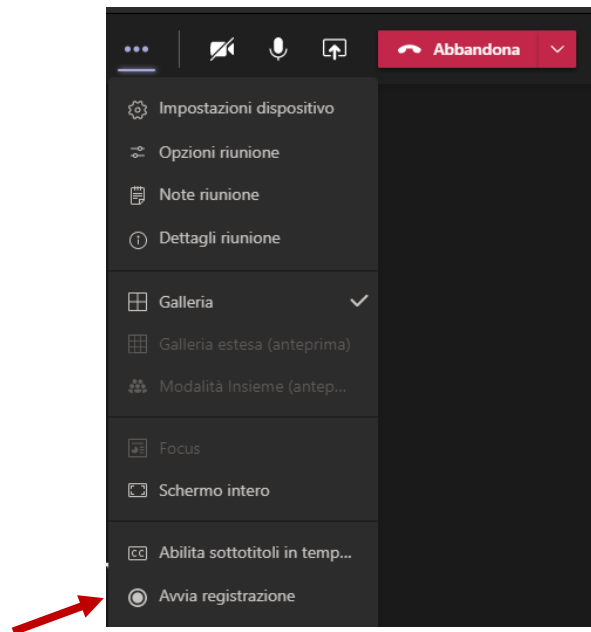 Abbandona
Impostazioni dispositivo
Opzioni riunione
Note riunione
Dettagli riunione
Galleria
Galleria estesa (anteprima)
Modalità Insieme (antep...
Focus
Schermo intero
CC Abilita sottotitoli in temp...
Avvia registrazione